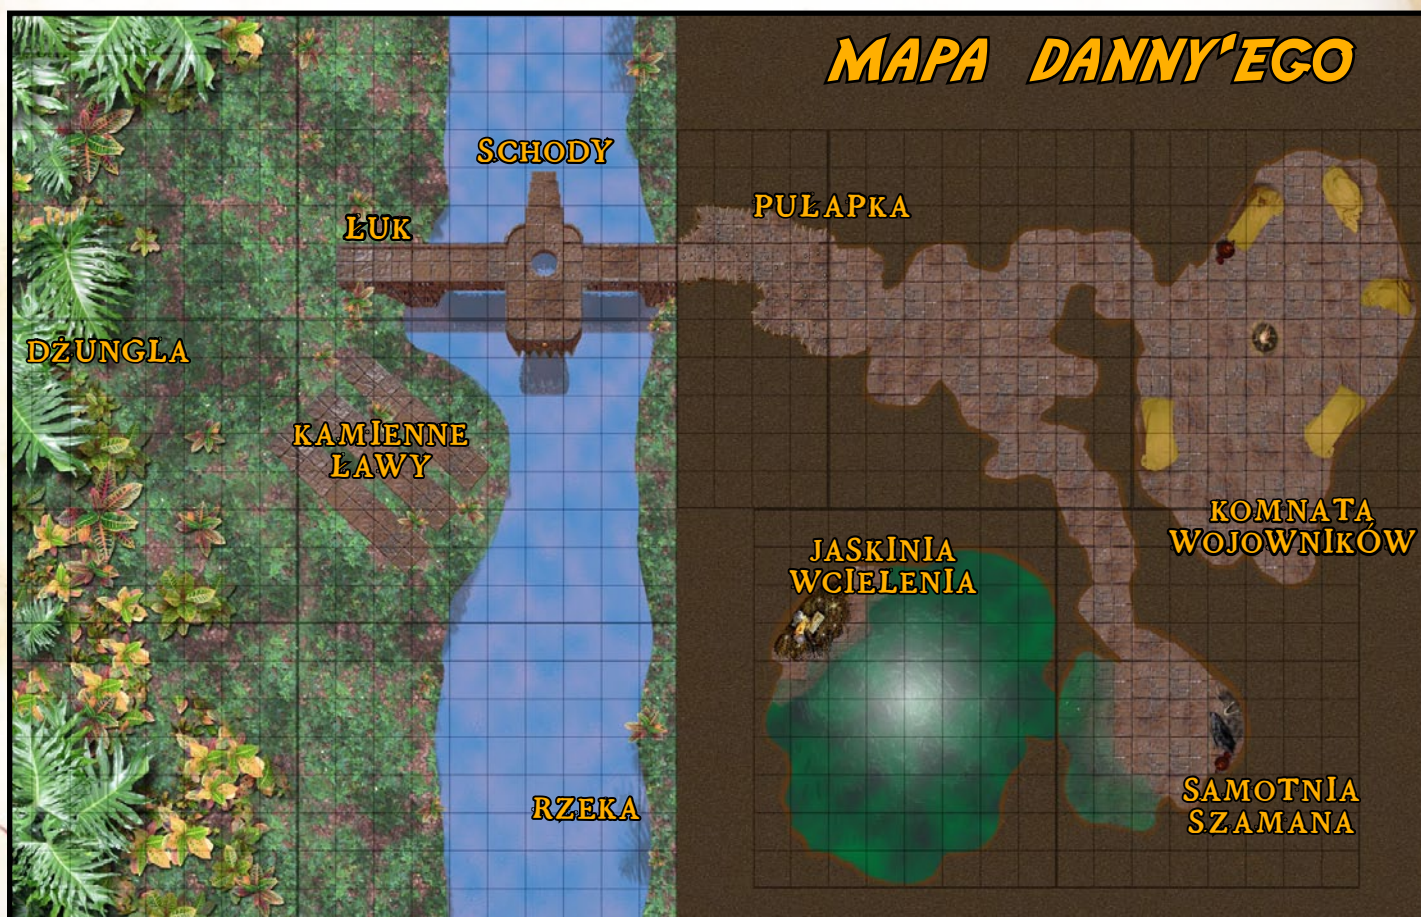 MAPA DANNY'EGO
SCHODY
PUŁAPKA
ŁUK
DŻUNGLA
KAMIENNE
ŁAWY
KOMNATA
WOJOWNIKÓW
JASKINIA
WCIELENIA
RZEKA
SAMOTNIA
SZAMANA